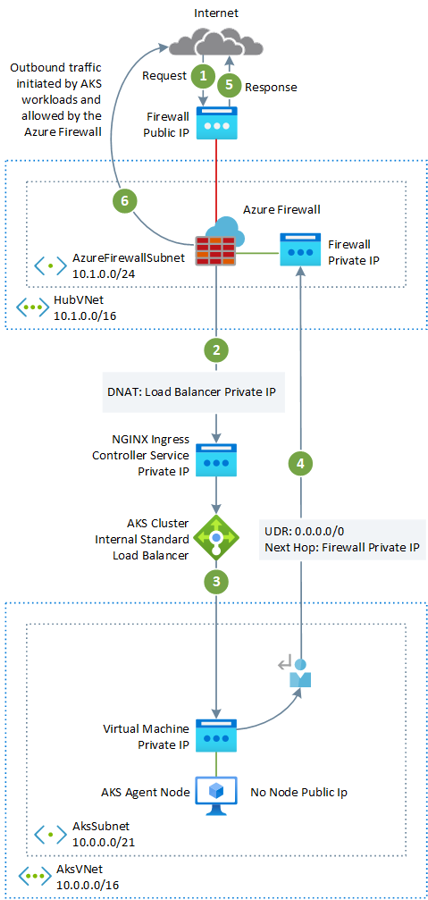 Internet
Outbound traffic
initiated by AKS
workloads and
allowed by the
Azure Firewall
Request
1
5
Response
Firewall
Public IP
6
Azure Firewall
AzureFirewallSubnet
10.1.0.0/24
Firewall
Private IP
HubVNet
10.1.0.0/16
2
DNAT: Load Balancer Private IP
NGINX Ingress
Controller Service
Private IP
4
AKS Cluster
Internal Standard
Load Balancer
UDR: 0.0.0.0/0
Next Hop: Firewall Private IP
3
Virtual Machine
Private IP
AKS Agent Node
No Node Public Ip
AksSubnet
10.0.0.0/21
AksVNet
10.0.0.0/16